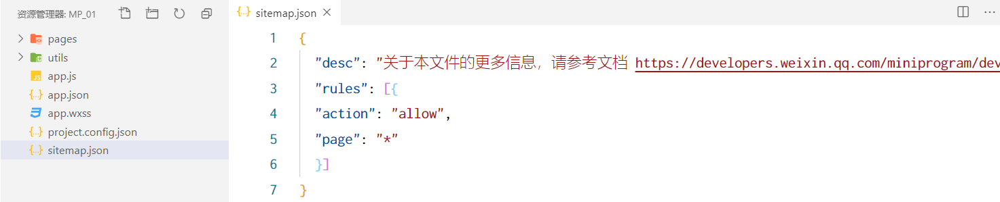 资源管理器: MP_01
pages
utils
app.js
app.json
app.wxss
project.config.json
sitemap.json
sitemap.json
1 {
2 "desc": "关于本文件的更多信息，请参考文档 https://developers.weixin.qq.com/miniprogram/dev
3 "rules": [{
4 "action": "allow",
5 "page": "*"
6 }]
7 }